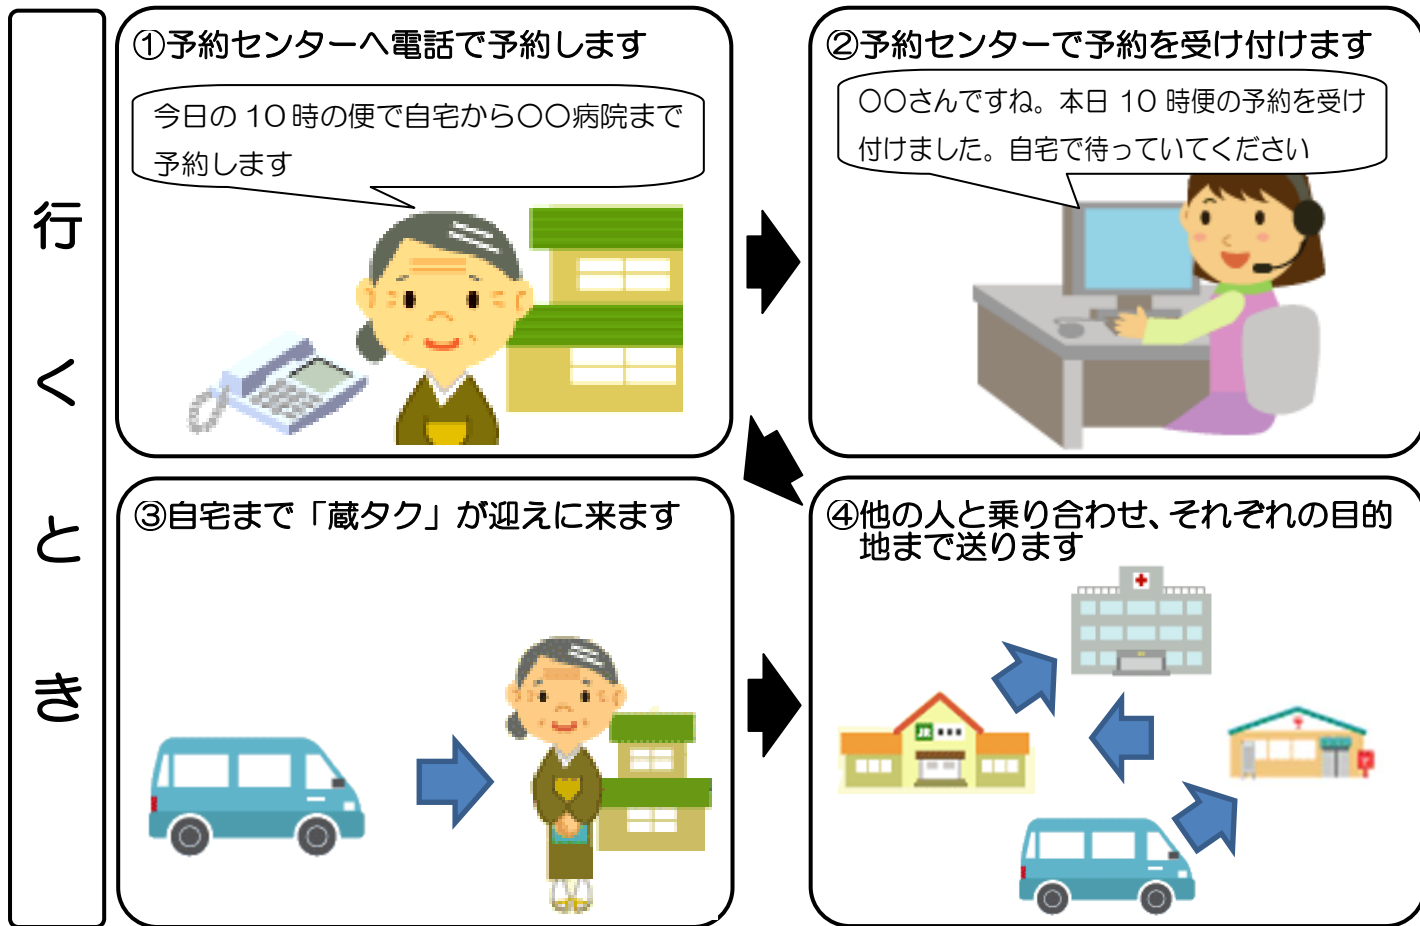 行くとき
①予約センターへ電話で予約します
今日の 10 時の便で自宅から〇〇病院まで
予約します
②予約センターで予約を受け付けます
〇〇さんですね。本日 10 時便の予約を受け
付けました。自宅で待っていてください
③自宅まで「蔵タク」が迎えに来ます
④他の人と乗り合わせ、それぞれの目的
地まで送ります
JR